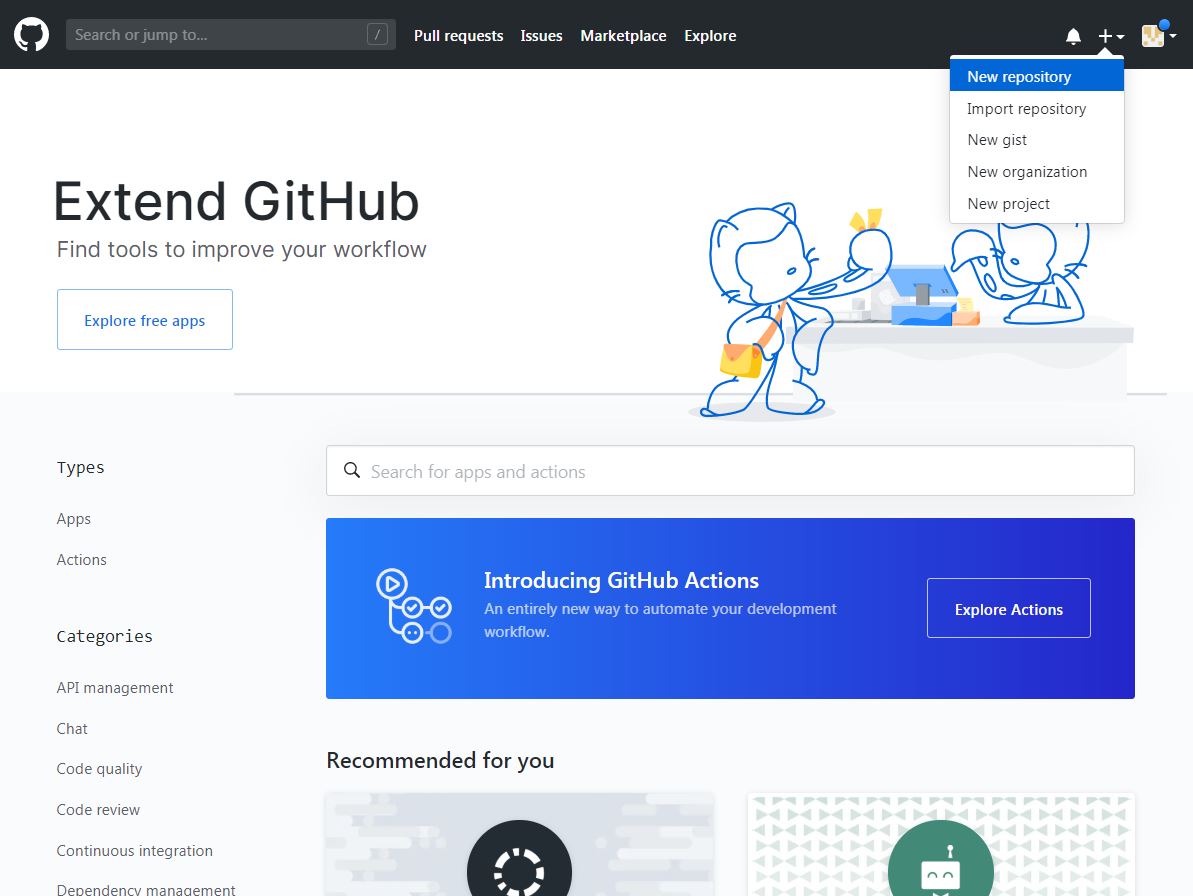 Search or jump to...
/
Pull requests
Issues
Marketplace
Explore
New repository
Import repository
New gist
New organization
New project
Extend GitHub
Find tools to improve your workflow
Explore free apps
Types
Apps
Actions
Categories
API management
Chat
Code quality
Code review
Continuous integration
Dependency management
Search for apps and actions
Introducing GitHub Actions
An entirely new way to automate your development
workflow.
Explore Actions
Recommended for you